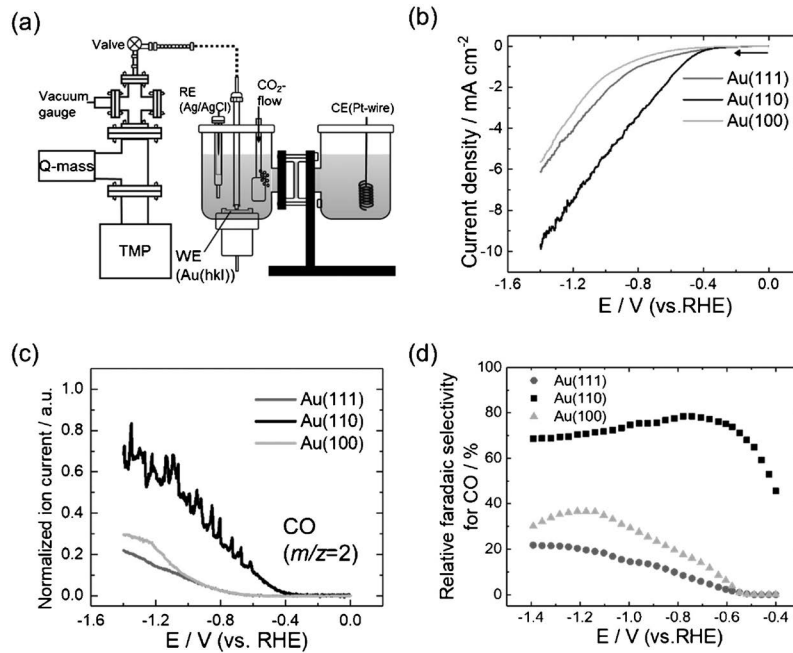 (a)
Valve
Vacuum
gauge
Q-mass
TMP
RE
(Ag/AgCl)
CO2-
flow
CE(Pt-wire)
WE
(Au(hkl))
(b)
Current density / mA cm-2
0
-2
-4
-6
-8
-10
Au(111)
Au(110)
Au(100)
-1.6
-1.2
-0.8
-0.4
0.0
E / V (vs.RHE)
(c)
Normalized ion current / a.u.
1.0
0.8
0.6
0.4
0.2
0.0
Au(111)
Au(110)
Au(100)
CO
(m/z=2)
-1.6
-1.2
-0.8
-0.4
0.0
E / V (vs. RHE)
(d)
Relative faradaic selectivity
for CO / %
100
80
60
40
20
0
Au(111)
Au(110)
Au(100)
-1.4
-1.2
-1.0
-0.8
-0.6
-0.4
E / V (vs.RHE)